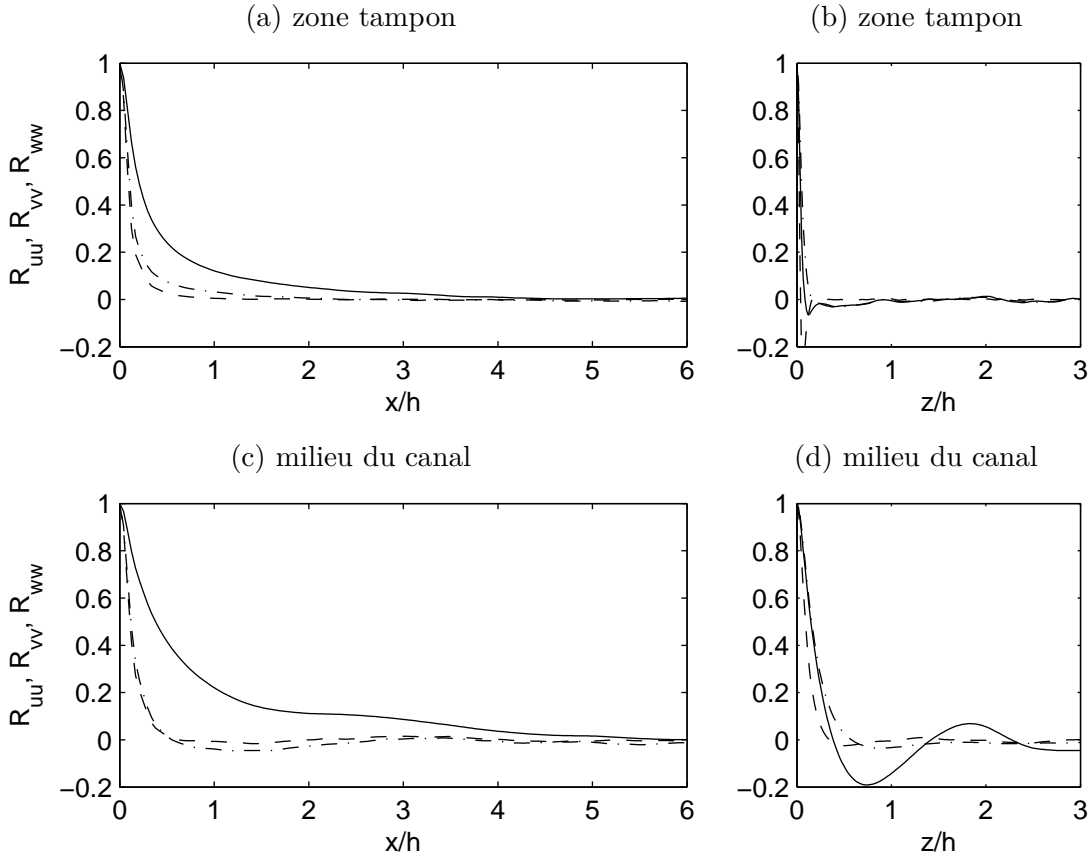 (a) zone tampon
(b) zone tampon
1
0.8
0.6
0.4
0.2
0
−0.2
R_uu, R_vv, R_ww
0 1 2 3 4 5 6
x/h
1
0.8
0.6
0.4
0.2
0
−0.2
0 1 2 3
z/h
(c) milieu du canal
(d) milieu du canal
1
0.8
0.6
0.4
0.2
0
−0.2
R_uu, R_vv, R_ww
0 1 2 3 4 5 6
x/h
1
0.8
0.6
0.4
0.2
0
−0.2
0 1 2 3
z/h